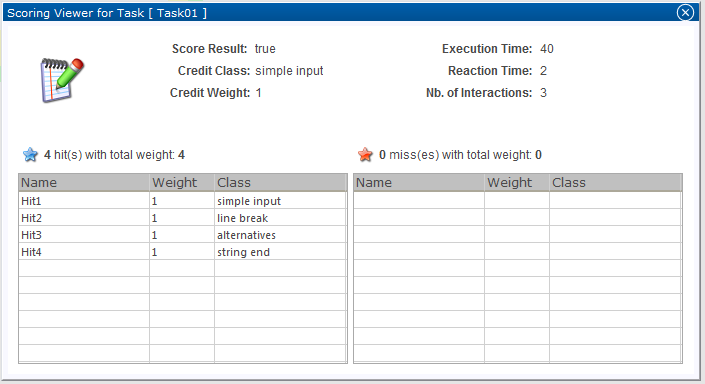 Scoring Viewer for Task [ Task01 ]
Score Result: true
Execution Time: 40
Credit Class: simple input
Reaction Time: 2
Credit Weight: 1
Nb. of Interactions: 3
4 hit(s) with total weight: 4
0 miss(es) with total weight: 0
Name Weight Class
Name Weight Class
Hit1 1 simple input
Hit2 1 line break
Hit3 1 alternatives
Hit4 1 string end